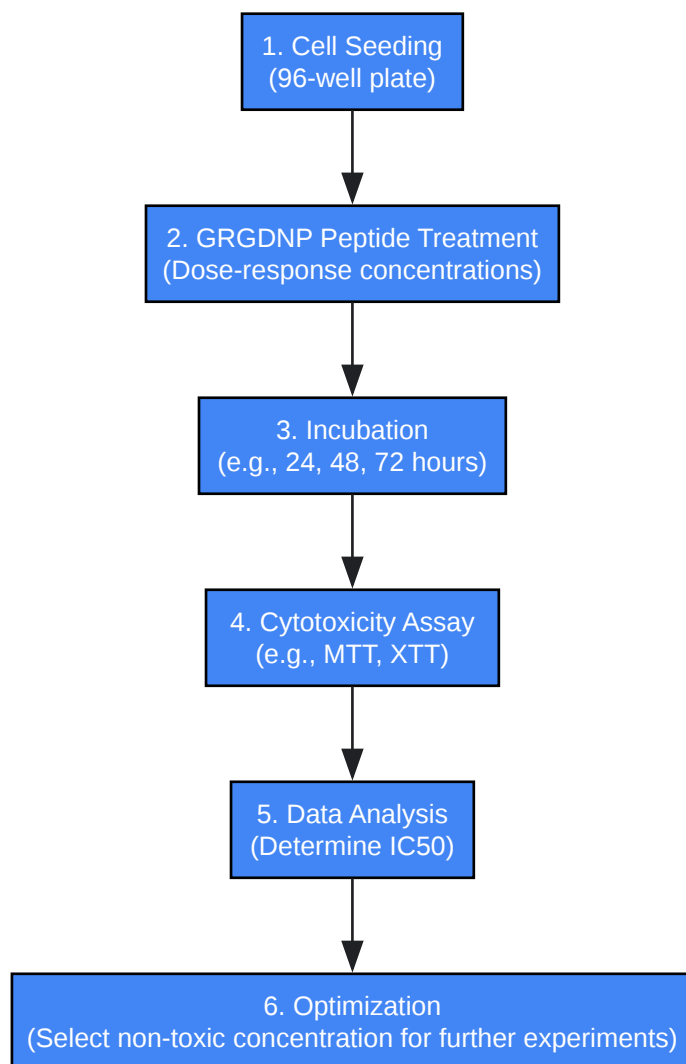 1. Cell Seeding
(96-well plate)
2. GRGDNP Peptide Treatment
(Dose-response concentrations)
3. Incubation
(e.g., 24, 48, 72 hours)
4. Cytotoxicity Assay
(e.g., MTT, XTT)
5. Data Analysis
(Determine IC50)
6. Optimization
(Select non-toxic concentration for further experiments)